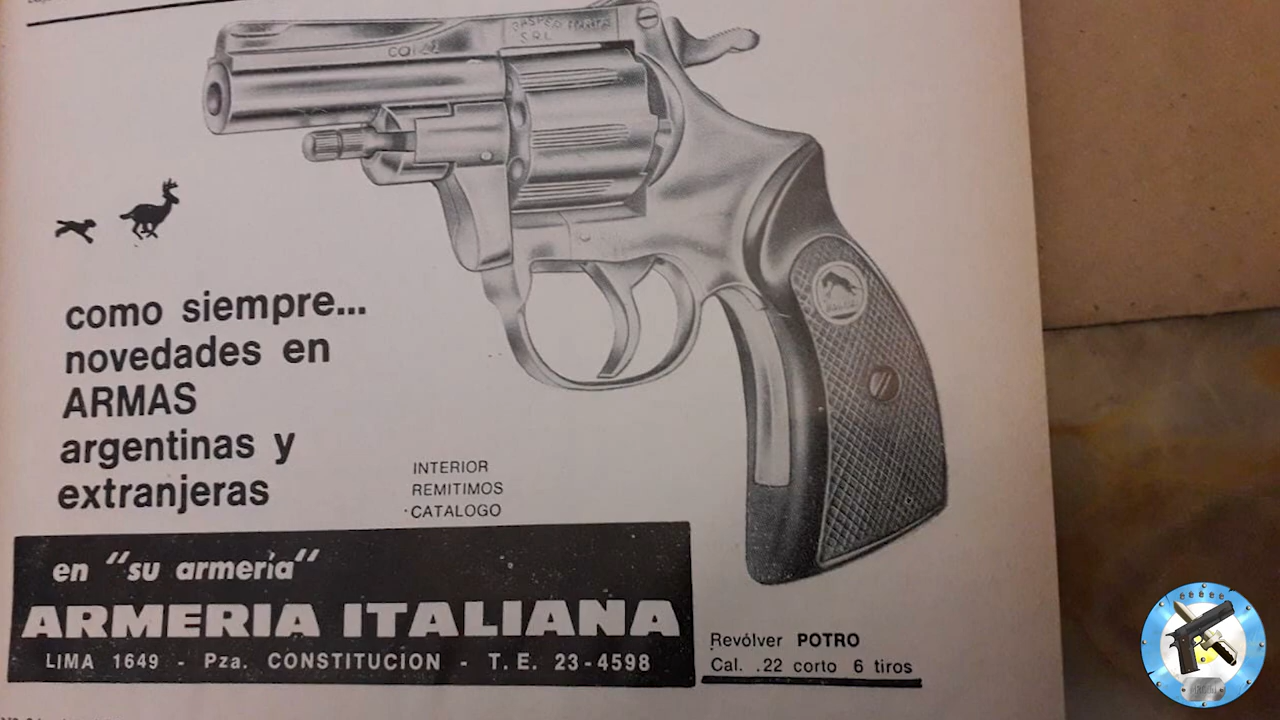 CAL 22
como siempre...
novedades en
ARMAS
argentinas y
extranjeras
INTERIOR
REMITIMOS
CATALOGO
en "su armería"
ARMERIA ITALIANA
LIMA 1649 - Pza. CONSTITUCION - T. E. 23-4598
Revólver POTRO
Cal. .22 corto 6 tiros